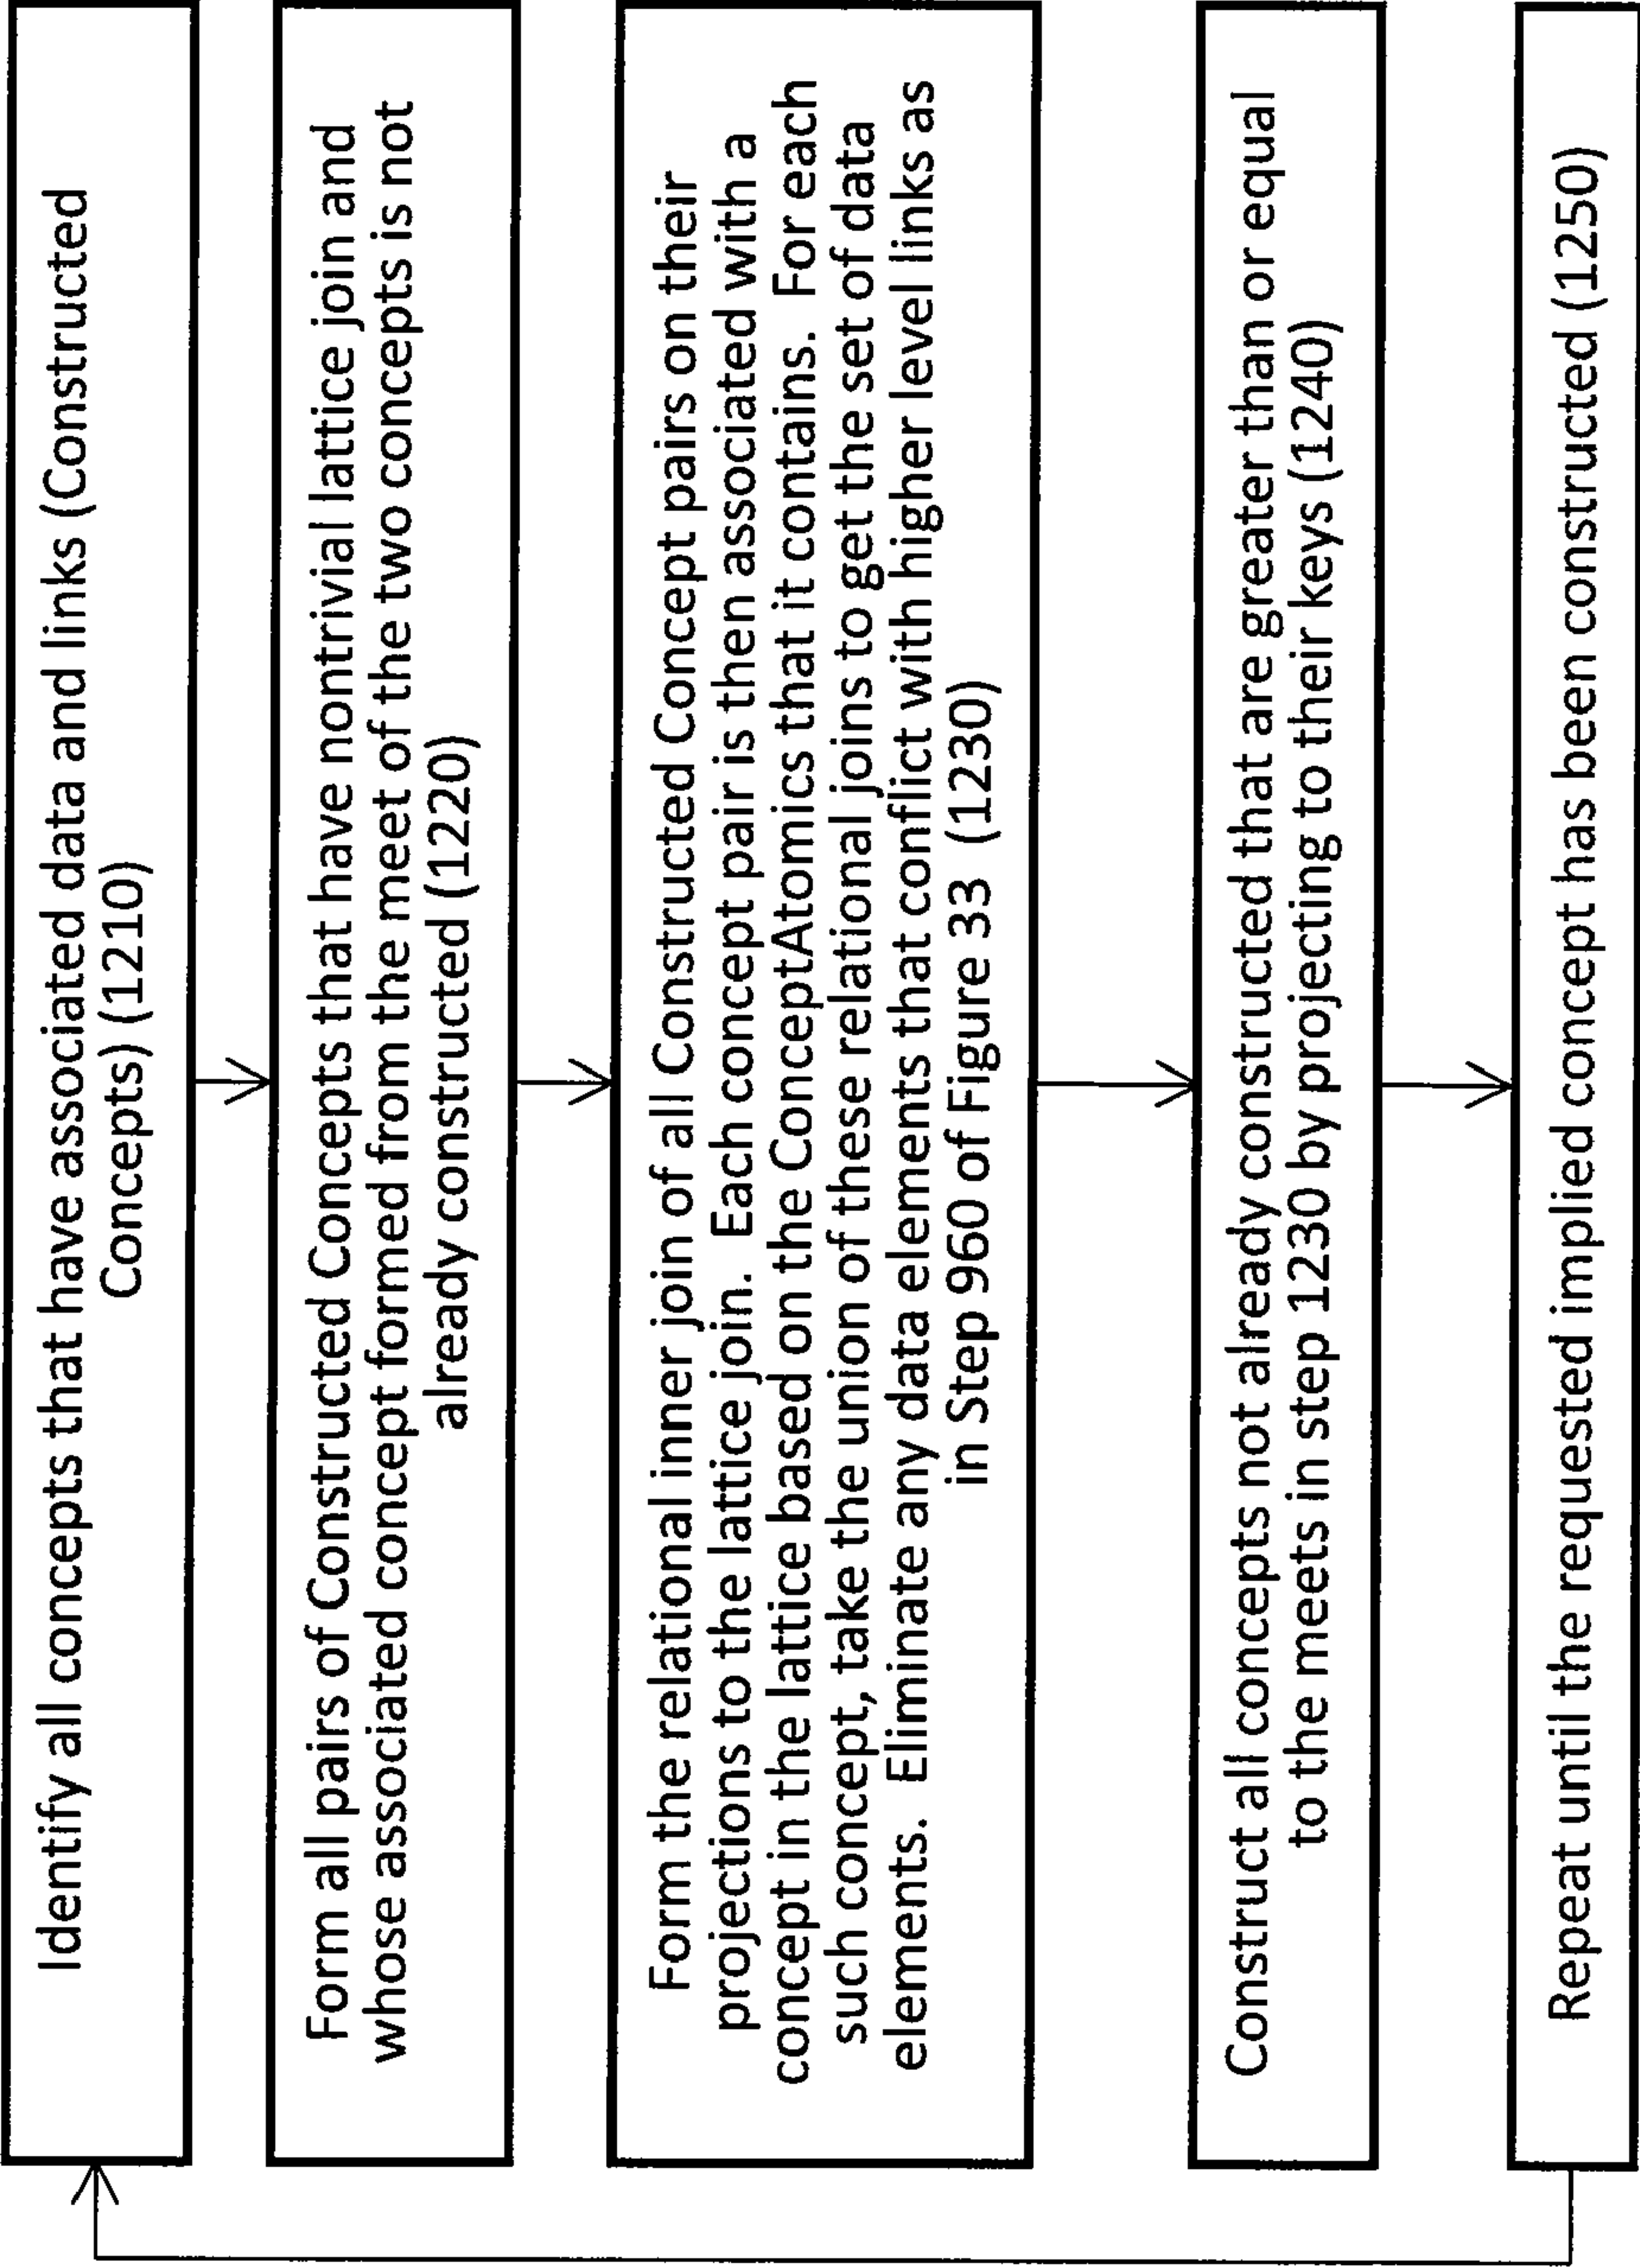 Identify all concepts that have associated data and links (Constructed
Concepts) (1210)
Form all pairs of Constructed Concepts that have nontrivial lattice join and
whose associated concept formed from the meet of the two concepts is not
already constructed (1220)
Form the relational inner join of all Constructed Concept pairs on their
projections to the lattice join.  Each concept pair is then associated with a
concept in the lattice based on the ConceptAtomics that it contains.  For each
such concept, take the union of these relational joins to get the set of data
elements.  Eliminate any data elements that conflict with higher level links as
in Step 960 of Figure 33  (1230)
Construct all concepts not already constructed that are greater than or equal
to the meets in step 1230 by projecting to their keys (1240)
Repeat until the requested implied concept has been constructed (1250)